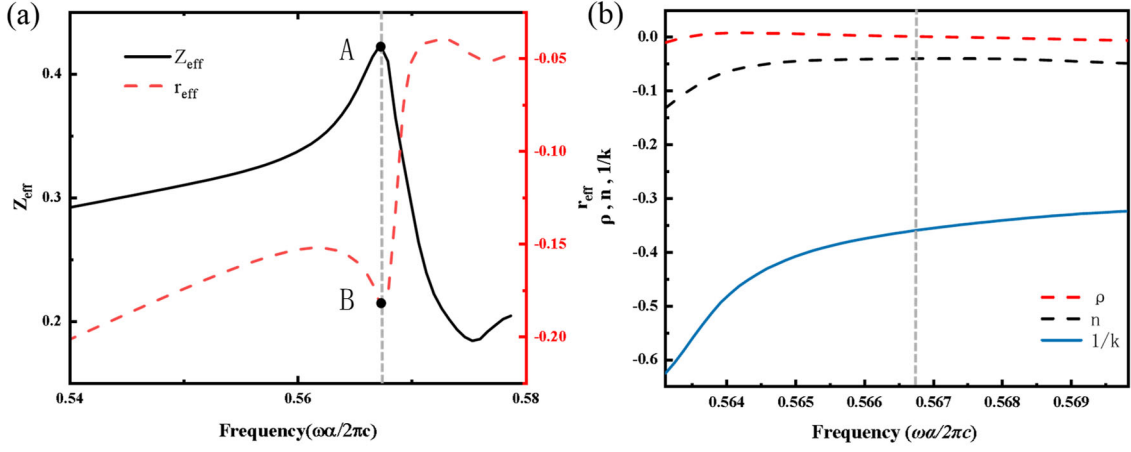 (a)
A
B
Z_eff
r_eff
0.4
0.3
0.2
Z_eff
-0.05
-0.10
-0.15
-0.20
r_eff
0.54
0.56
0.58
Frequency(ωα/2πc)
(b)
0.0
-0.1
-0.2
-0.3
-0.4
-0.5
-0.6
ρ , n , 1/k
ρ
n
1/k
0.564
0.565
0.566
0.567
0.568
0.569
Frequency (ωα/2πc)